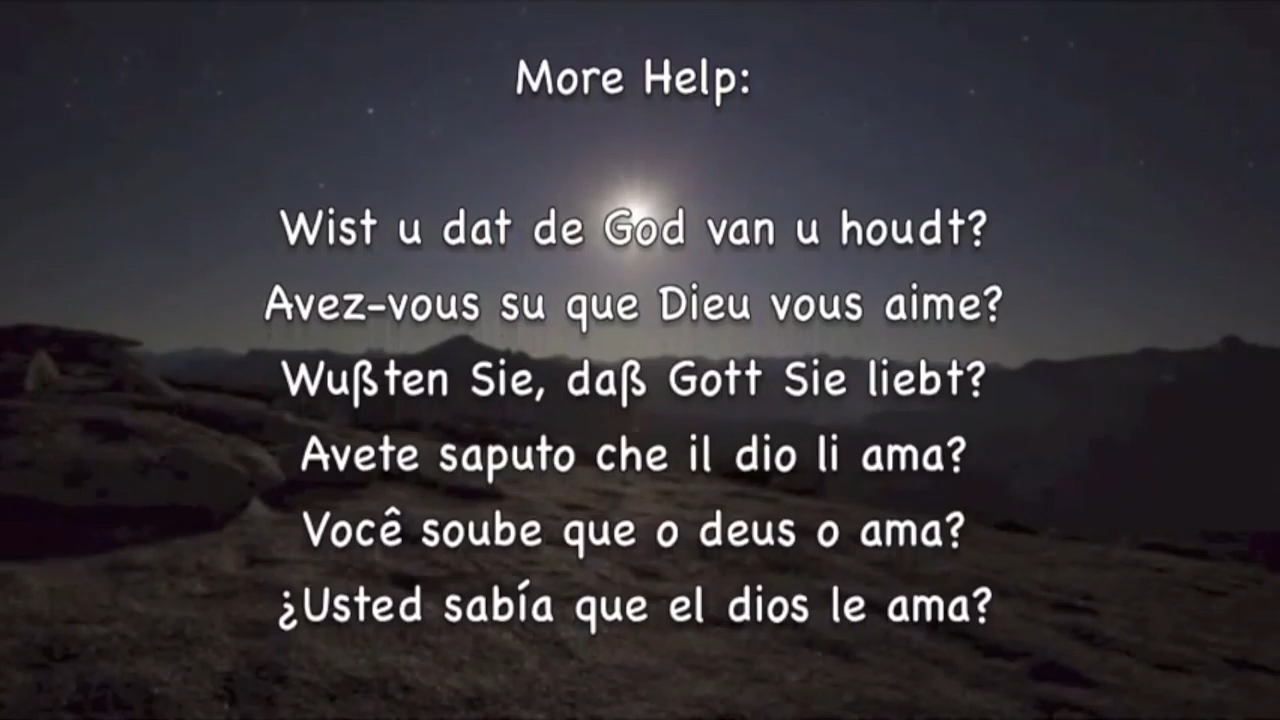 More Help:
Wist u dat de God van u houdt?
Avez-vous su que Dieu vous aime?
Wußten Sie, daß Gott Sie liebt?
Avete saputo che il dio li ama?
Você soube que o deus o ama?
¿Usted sabía que el dios le ama?